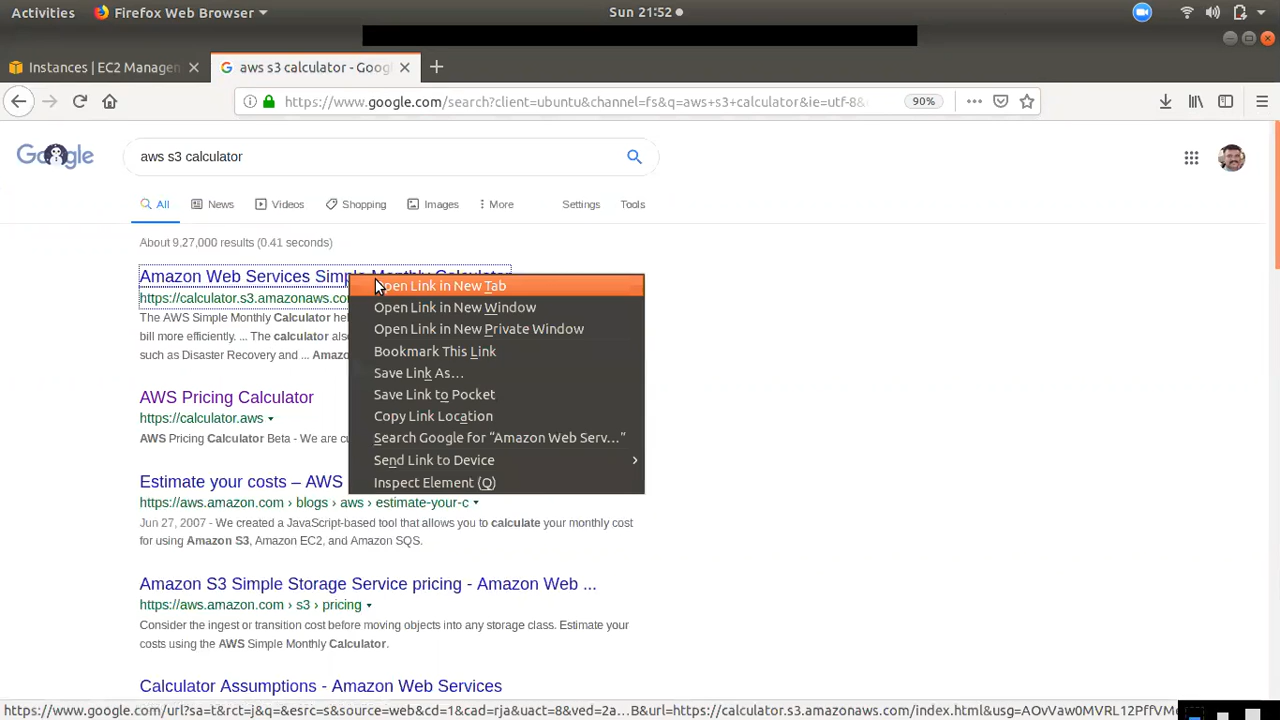 Activities Firefox Web Browser Sun 21:52
Instances | EC2 Managen aws s3 calculator - Goog
https://www.google.com/search?client=ubuntu&channel=fs&q=aws+s3+calculator&ie=utf-8& 90%
Google aws s3 calculator
All News Videos Shopping Images More Settings Tools
About 9,27,000 results (0.41 seconds)
Amazon Web Services Simple Monthly Calculator
https://calculator.s3.amazonaws.co
The AWS Simple Monthly Calculator he
bill more efficiently. ... The calculator als
such as Disaster Recovery and ... Amazo
AWS Pricing Calculator
https://calculator.aws
AWS Pricing Calculator Beta - We are cu
Estimate your costs – AWS
https://aws.amazon.com › blogs › aws › estimate-your-c
Jun 27, 2007 - We created a JavaScript-based tool that allows you to calculate your monthly cost
for using Amazon S3, Amazon EC2, and Amazon SQS.
Amazon S3 Simple Storage Service pricing - Amazon Web ...
https://aws.amazon.com › s3 › pricing
Consider the ingest or transition cost before moving objects into any storage class. Estimate your
costs using the AWS Simple Monthly Calculator.
Calculator Assumptions - Amazon Web Services
Open Link in New Tab
Open Link in New Window
Open Link in New Private Window
Bookmark This Link
Save Link As…
Save Link to Pocket
Copy Link Location
Search Google for “Amazon Web Serv…”
Send Link to Device
Inspect Element (Q)
https://www.google.com/url?sa=t&rct=j&q=&esrc=s&source=web&cd=1&cad=rja&uact=8&ved=2a…B&url=https://calculator.s3.amazonaws.com/index.html&usg=AOvVaw0MVRL12PffVM